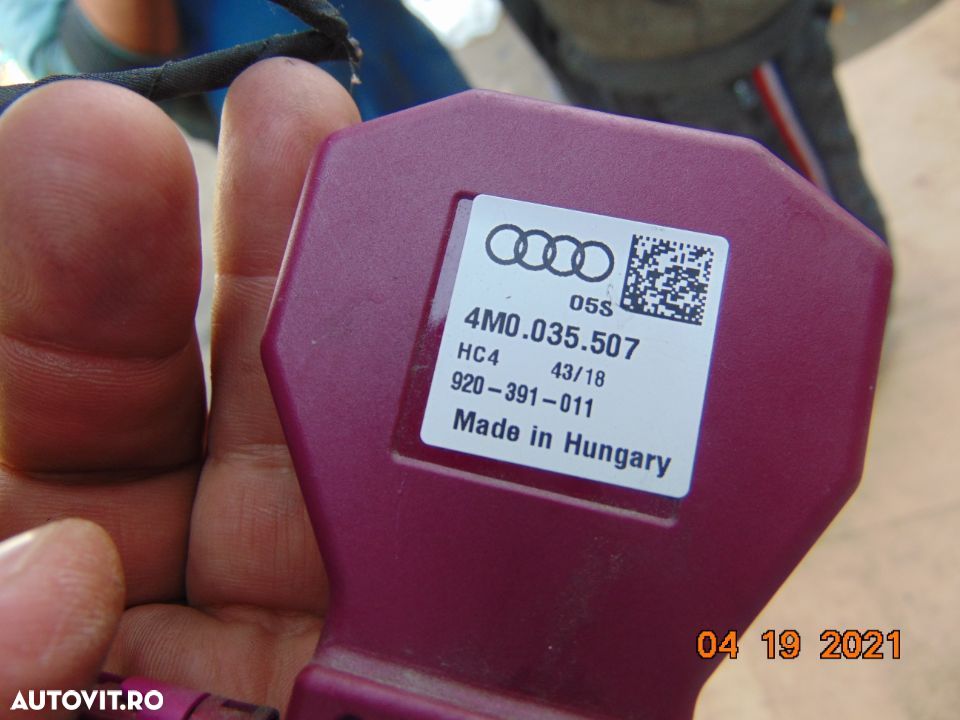 05S
4M0.035.507
HC4 43/18
920-391-011
Made in Hungary
04 19 2021
AUTOVIT.RO